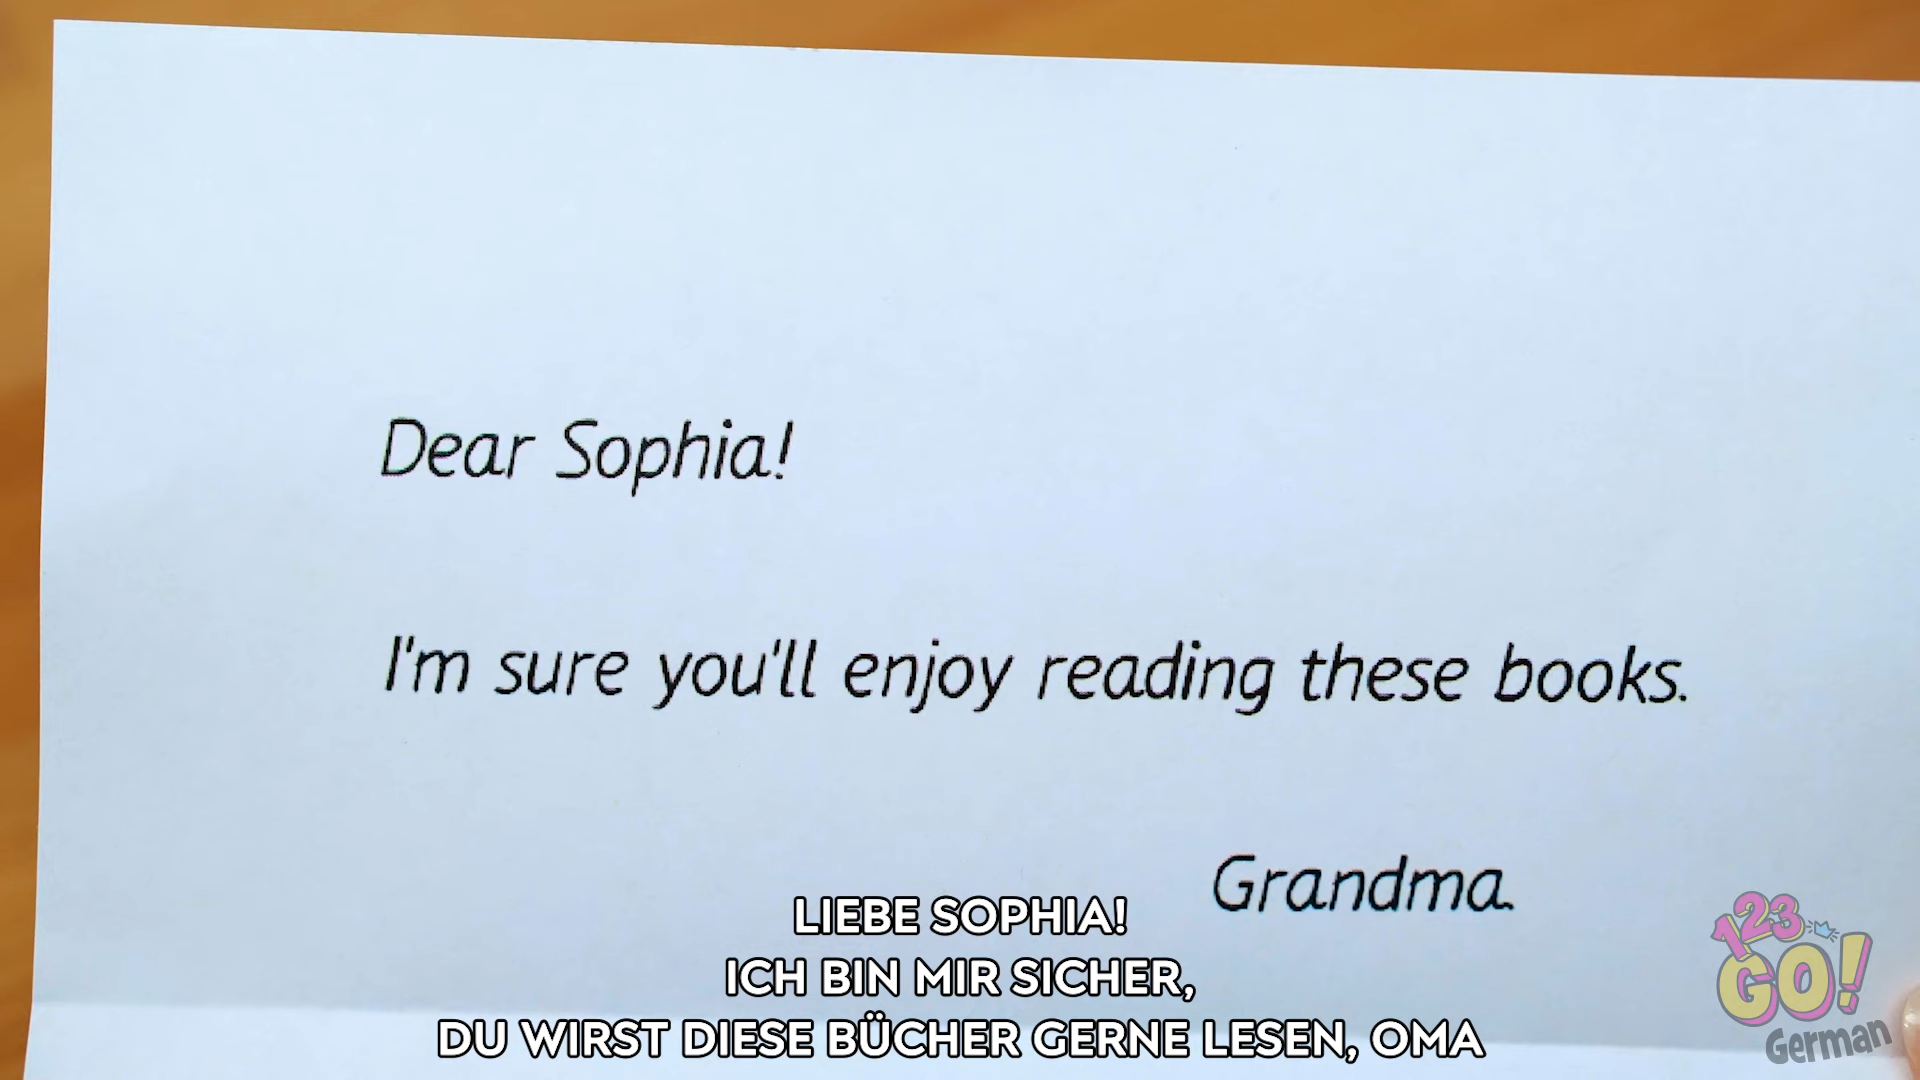 Dear Sophia!
I'm sure you'll enjoy reading these books.
Grandma.
LIEBE SOPHIA!
ICH BIN MIR SICHER,
DU WIRST DIESE BÜCHER GERNE LESEN, OMA
123
GO!
German